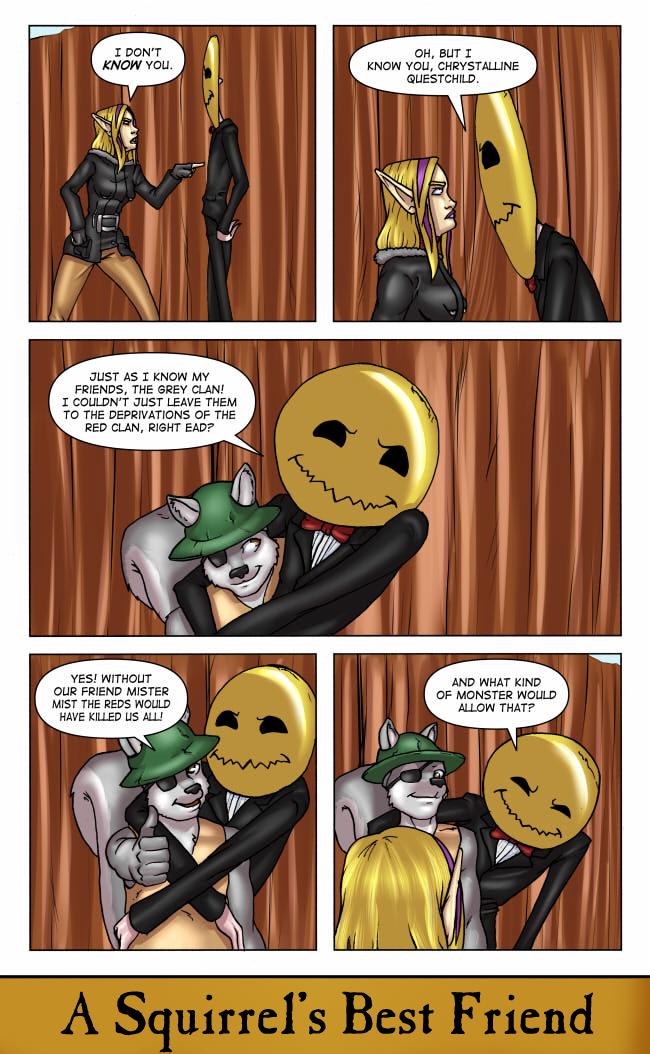 I DON'T
KNOW YOU.
OH, BUT I
KNOW YOU, CHRYSTALLINE
QUESTCHILD.
JUST AS I KNOW MY
FRIENDS, THE GREY CLAN!
I COULDN'T JUST LEAVE THEM
TO THE DEPRIVATIONS OF THE
RED CLAN, RIGHT EAD?
YES! WITHOUT
OUR FRIEND MISTER
MIST THE REDS WOULD
HAVE KILLED US ALL!
AND WHAT KIND
OF MONSTER WOULD
ALLOW THAT?
A Squirrel's Best Friend